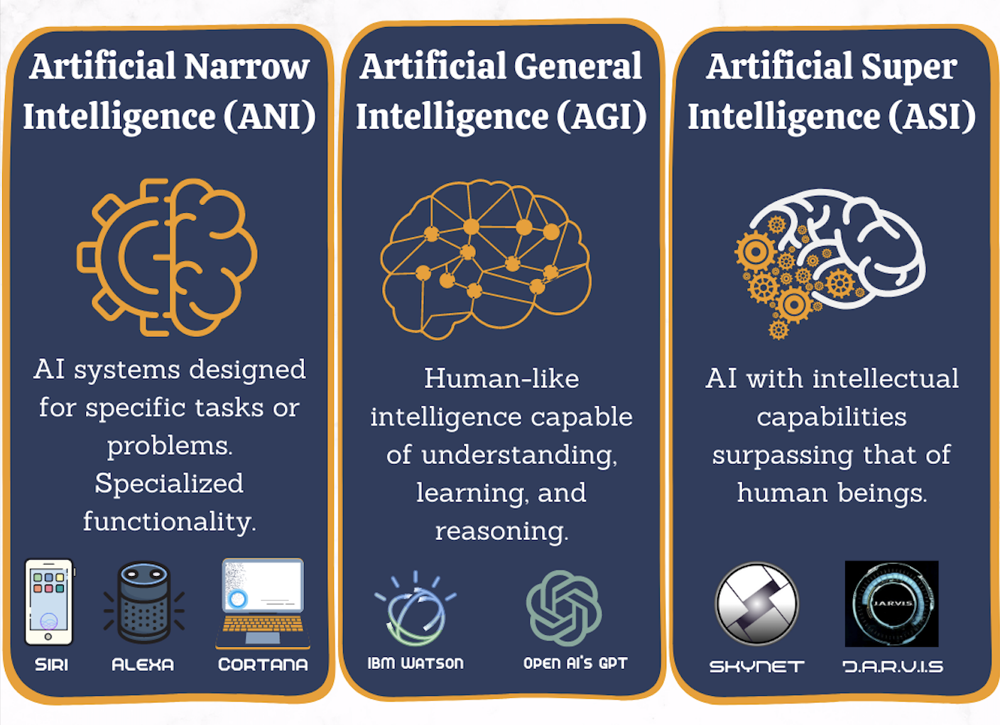 Artificial Narrow
Intelligence (ANI)
AI systems designed
for specific tasks or
problems.
Specialized
functionality.
SIRI
ALEXA
CORTANA
Artificial General
Intelligence (AGI)
Human-like
intelligence capable
of understanding,
learning, and
reasoning.
IBM WATSON
OPEN AI'S GPT
Artificial Super
Intelligence (ASI)
AI with intellectual
capabilities
surpassing that of
human beings.
SKYNET
J.A.R.V.I.S
J.A.R.V.I.S